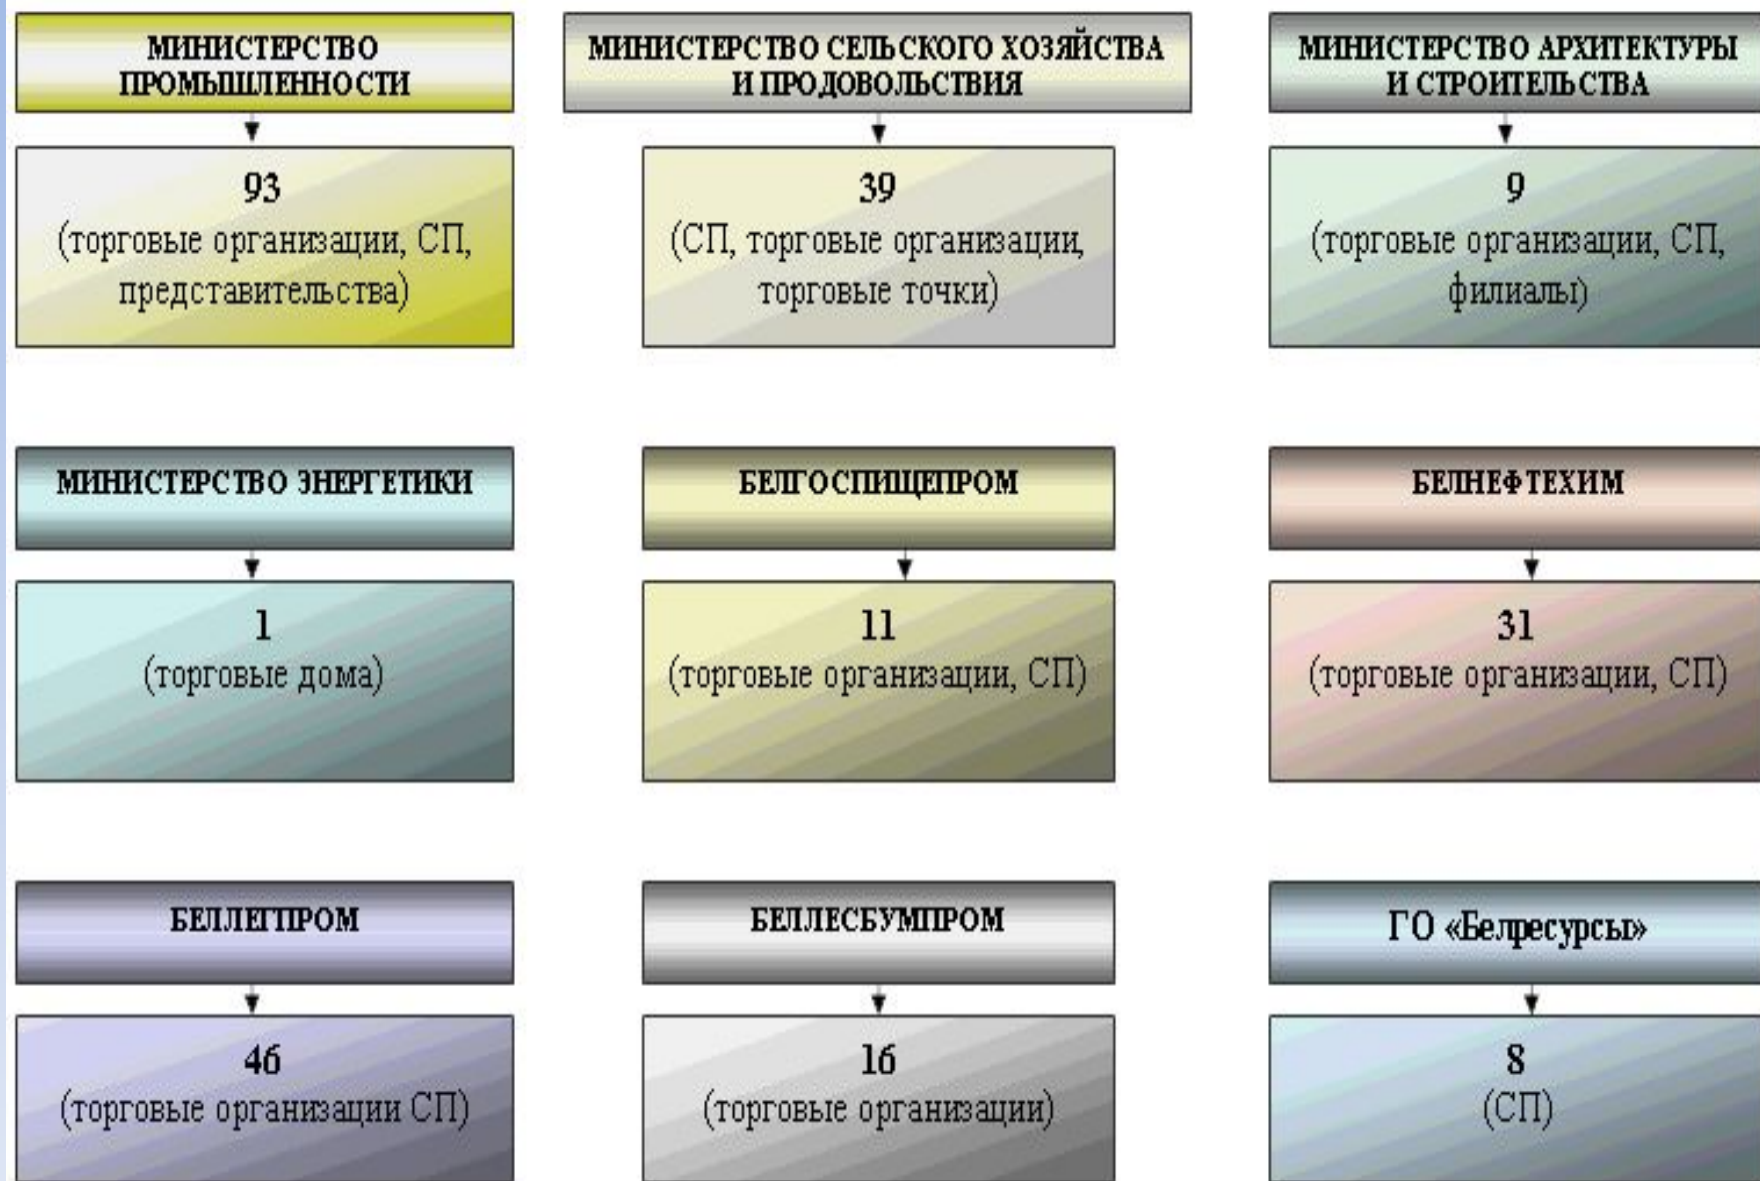 МИНИСТЕРСТВО
ПРОМЫШЛЕННОСТИ
93
(торговые организации, СП,
представительства)
МИНИСТЕРСТВО СЕЛЬСКОГО ХОЗЯЙСТВА
И ПРОДОВОЛЬСТВИЯ
39
(СП, торговые организации,
торговые точки)
МИНИСТЕРСТВО АРХИТЕКТУРЫ
И СТРОИТЕЛЬСТВА
9
(торговые организации, СП,
филиалы)
МИНИСТЕРСТВО ЭНЕРГЕТИКИ
1
(торговые дома)
БЕЛГОСПИЩЕПРОМ
11
(торговые организации, СП)
БЕЛНЕФТЕХИМ
31
(торговые организации, СП)
БЕЛЛЕГПРОМ
46
(торговые организации СП)
БЕЛЛЕСБУМПРОМ
16
(торговые организации)
ГО «Белресурсы»
8
(СП)